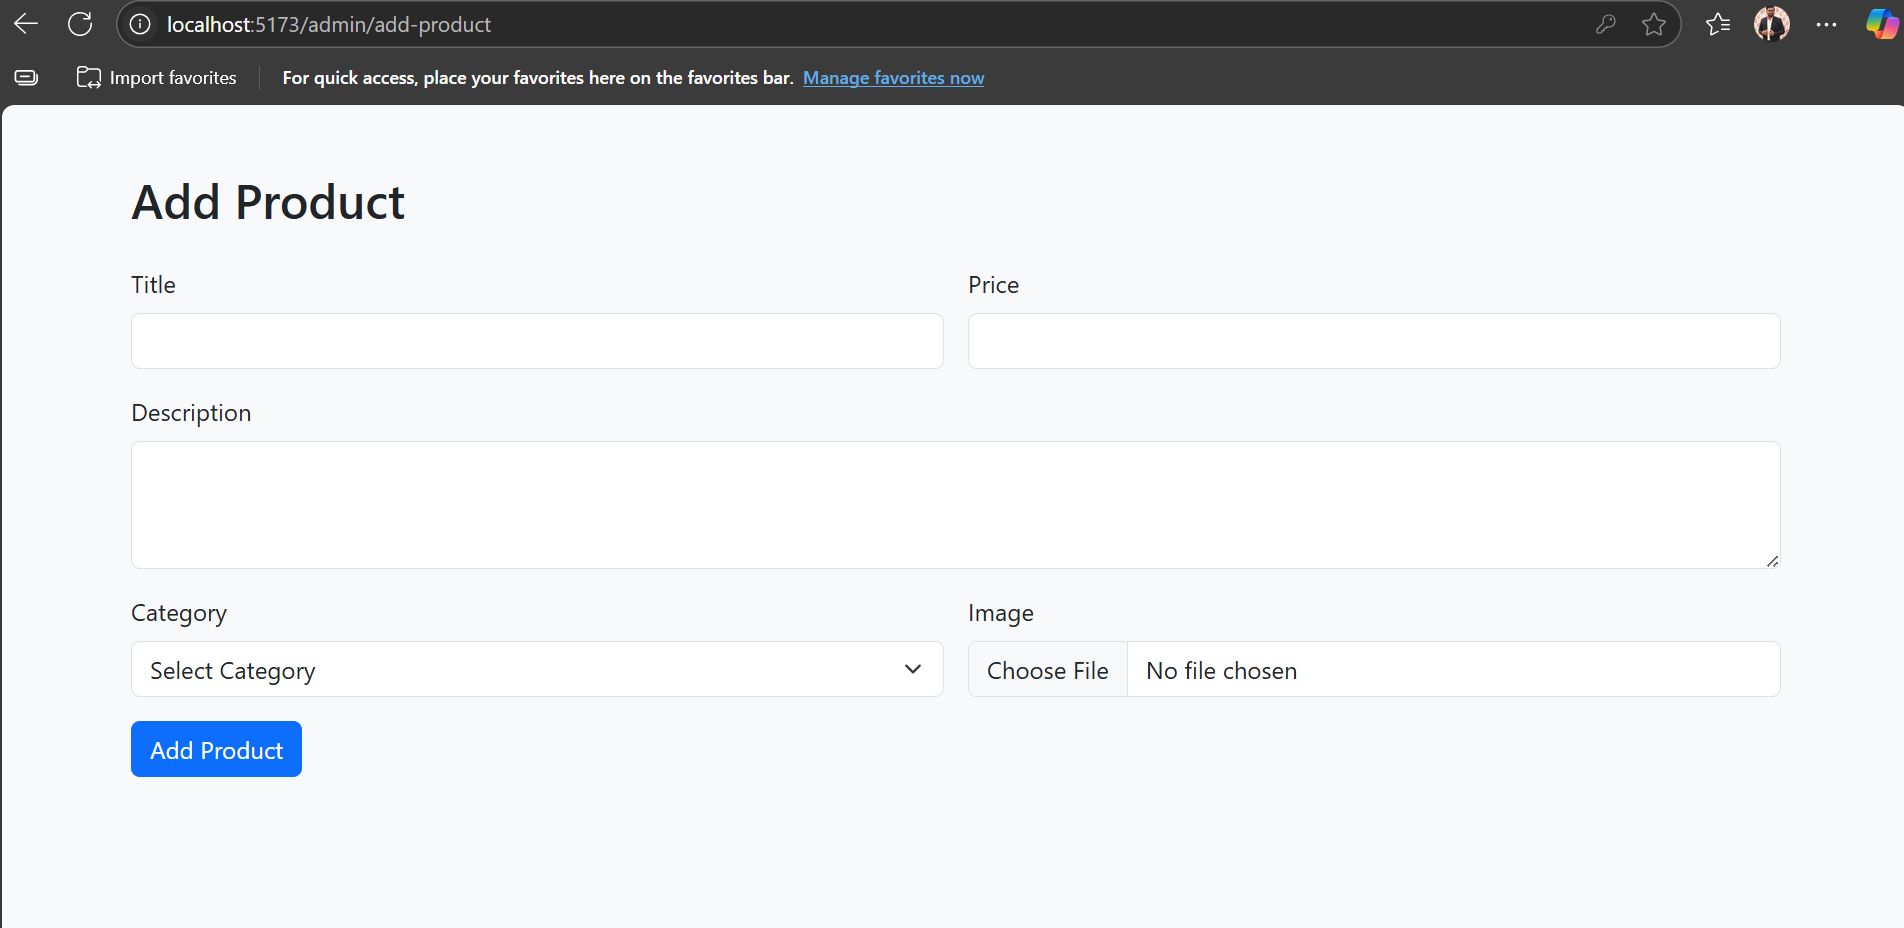 localhost:5173/admin/add-product
Import favorites For quick access, place your favorites here on the favorites bar. Manage favorites now
Add Product
Title Price
Description
Category Image
Select Category Choose File No file chosen
Add Product